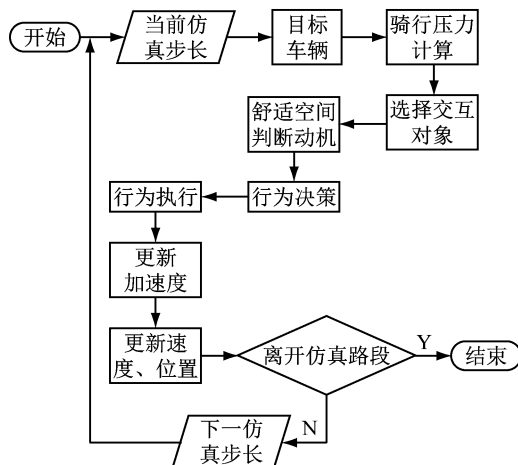 开始
当前仿
真步长
目标
车辆
骑行压力
计算
选择交互
对象
舒适空间
判断动机
行为决策
行为执行
更新
加速度
更新速
度、位置
离开仿真路段
Y
结束
N
下一仿
真步长